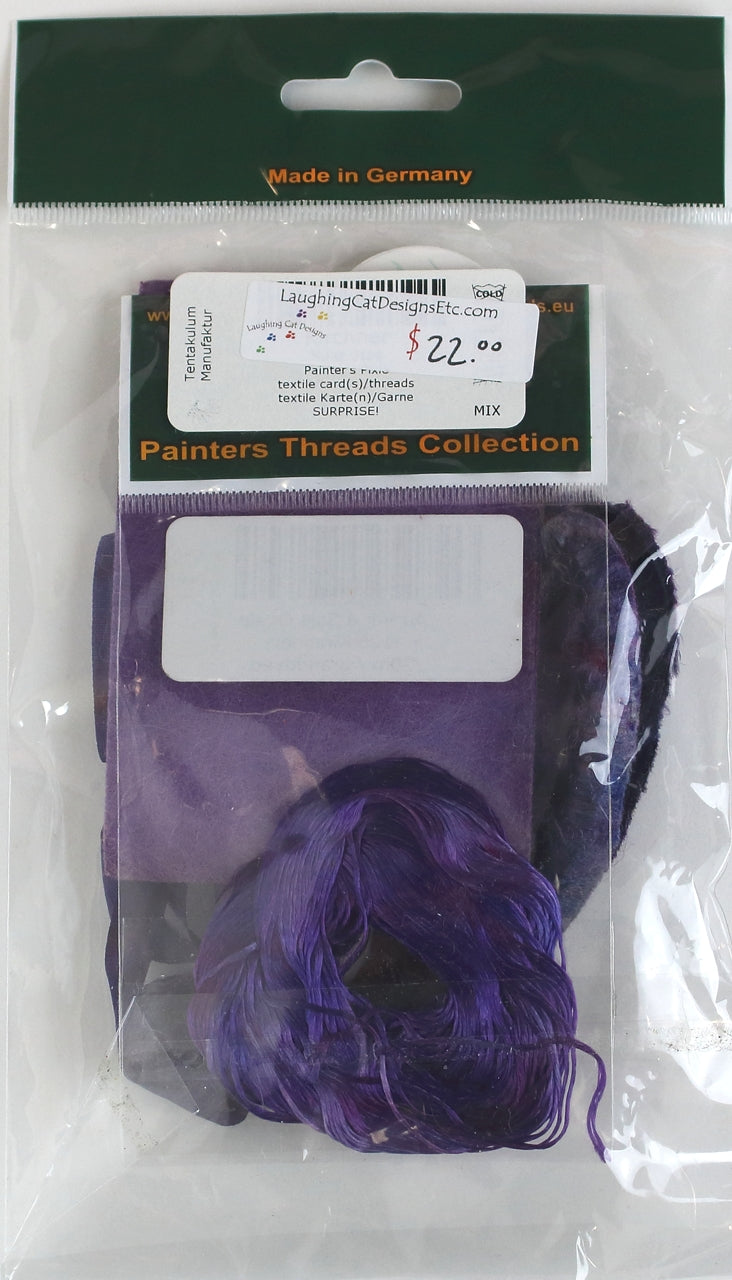 Made in Germany
COLD
LaughingCatDesignsEtc.com
Laughing Cat Designs
$22.00
Tentakulum
Manufaktur
Painter's Pixie
textile card(s)/threads
textile Karte(n)/Garne
SURPRISE!
MIX
Painters Threads Collection